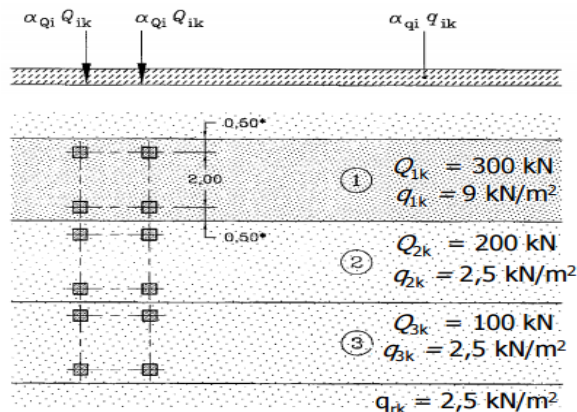 α_Qi Q_ik α_Qi Q_ik α_qi q_ik
0,50*
2,00
0,50*
① Q_1k = 300 kN
q_1k = 9 kN/m²
② Q_2k = 200 kN
q_2k = 2,5 kN/m²
③ Q_3k = 100 kN
q_3k = 2,5 kN/m²
q_rk = 2,5 kN/m²